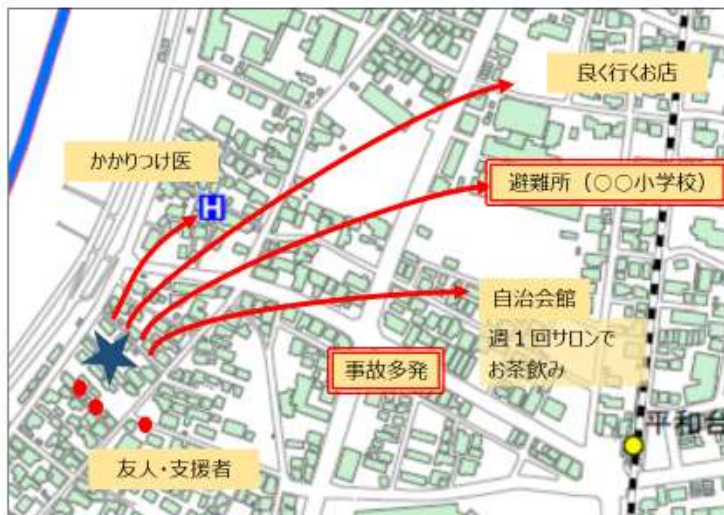 良く行くお店
かかりつけ医
避難所（○○小学校）
H
自治会館
週１回サロンで
お茶飲み
事故多発
平和台
友人・支援者